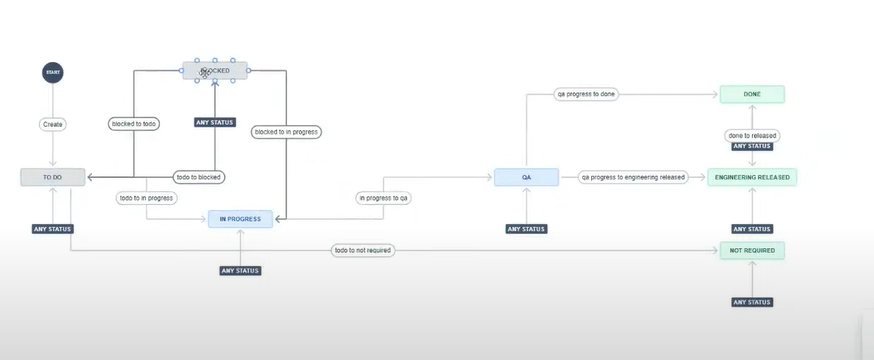 START
BLOCKED
qa progress to done
DONE
Create
blocked to todo
ANY STATUS
blocked to in progress
done to released
ANY STATUS
TO DO
todo to blocked
QA
qa progress to engineering released
ENGINEERING RELEASED
todo to in progress
in progress to qa
IN PROGRESS
ANY STATUS
ANY STATUS
ANY STATUS
todo to not required
NOT REQUIRED
ANY STATUS
ANY STATUS